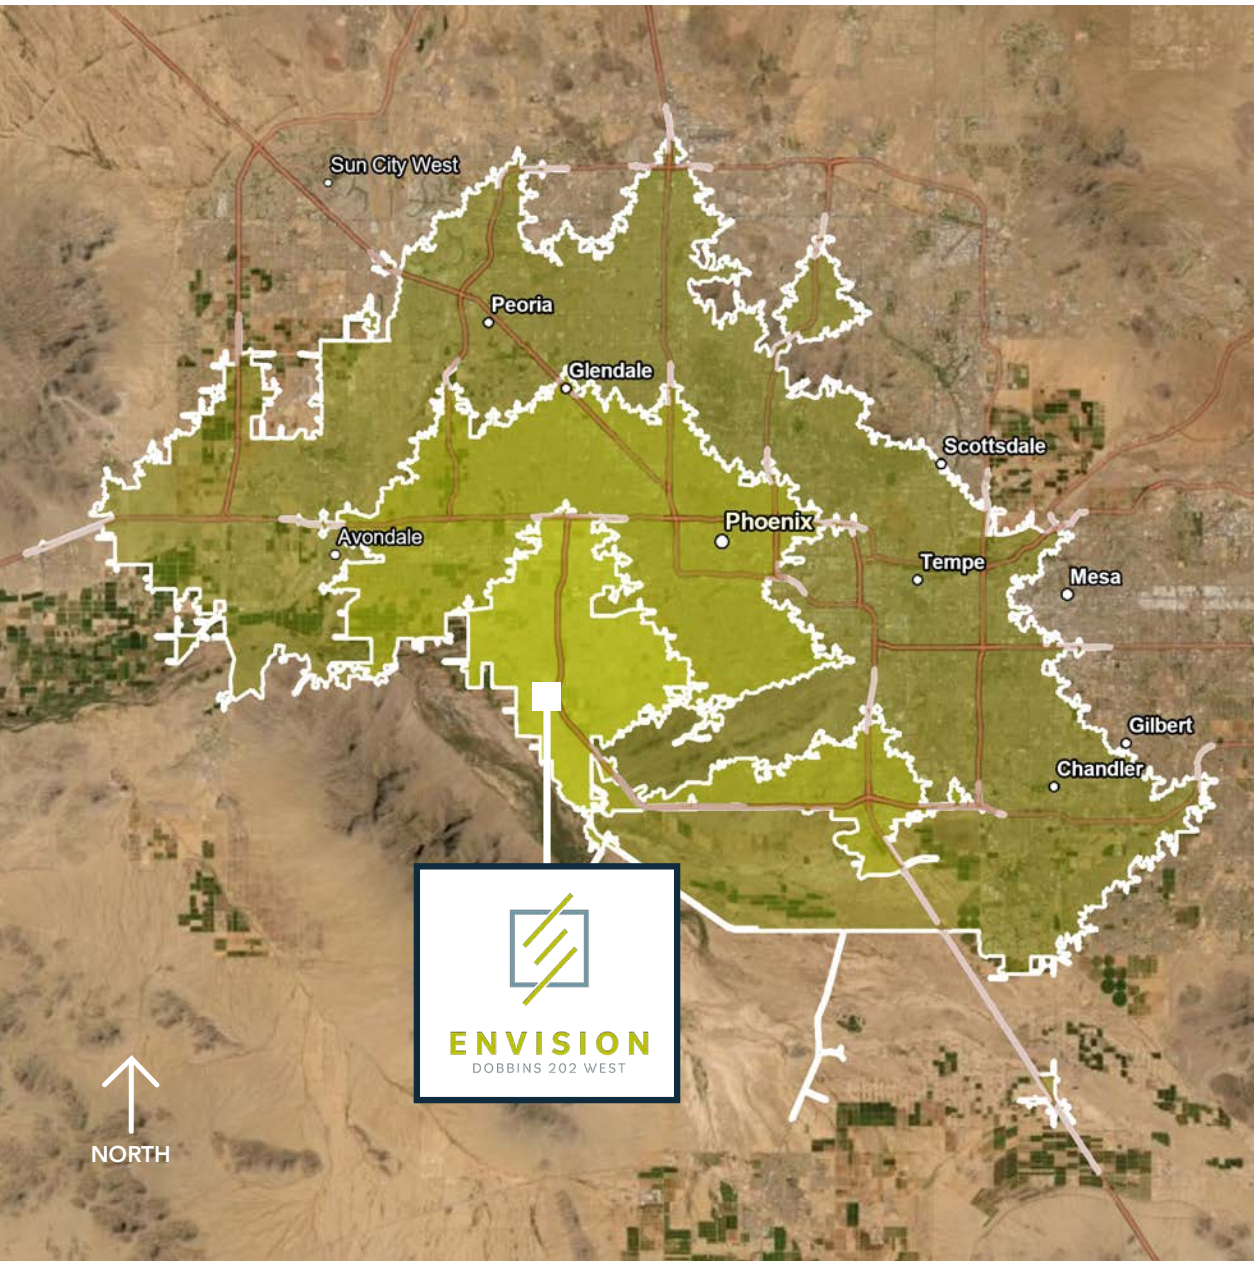 Sun City West
Peoria
Glendale
Scottsdale
Phoenix
Avondale
Tempe
Mesa
Gilbert
Chandler
ENVISION
DOBBINS 202 WEST
NORTH